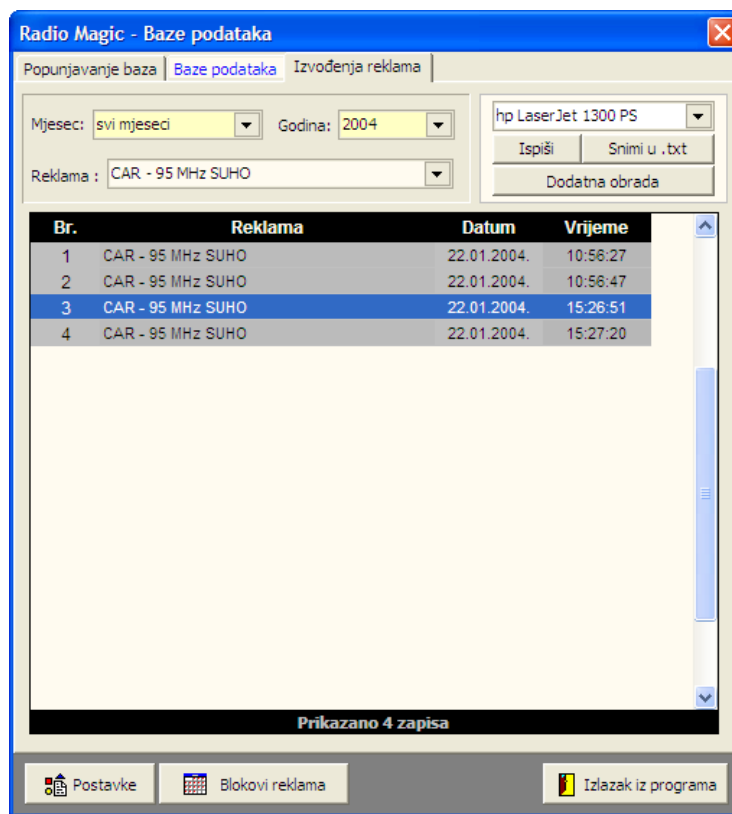 Radio Magic - Baze podataka
Popunjavanje baza Baze podataka Izvođenja reklama
Mjesec: svi mjeseci Godina: 2004
hp LaserJet 1300 PS
Ispiši Snimi u .txt
Reklama : CAR - 95 MHz SUHO
Dodatna obrada
Br. Reklama Datum Vrijeme
1 CAR - 95 MHz SUHO 22.01.2004. 10:56:27
2 CAR - 95 MHz SUHO 22.01.2004. 10:56:47
3 CAR - 95 MHz SUHO 22.01.2004. 15:26:51
4 CAR - 95 MHz SUHO 22.01.2004. 15:27:20
Prikazano 4 zapisa
Postavke Blokovi reklama Izlazak iz programa